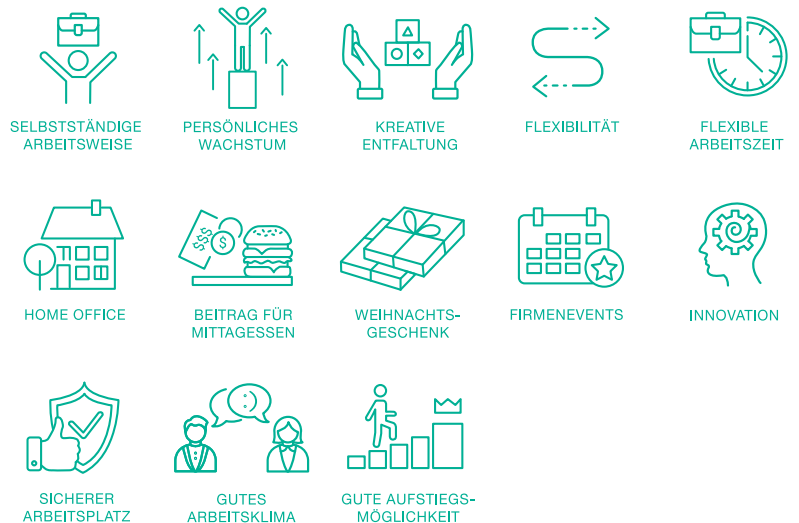 SELBSTSTÄNDIGE
ARBEITSWEISE
PERSÖNLICHES
WACHSTUM
KREATIVE
ENTFALTUNG
FLEXIBILITÄT
FLEXIBLE
ARBEITSZEIT
HOME OFFICE
$$$
$
BEITRAG FÜR
MITTAGESSEN
WEIHNACHTS-
GESCHENK
FIRMENEVENTS
INNOVATION
SICHERER
ARBEITSPLATZ
:)
GUTES
ARBEITSKLIMA
GUTE AUFSTIEGS-
MÖGLICHKEIT